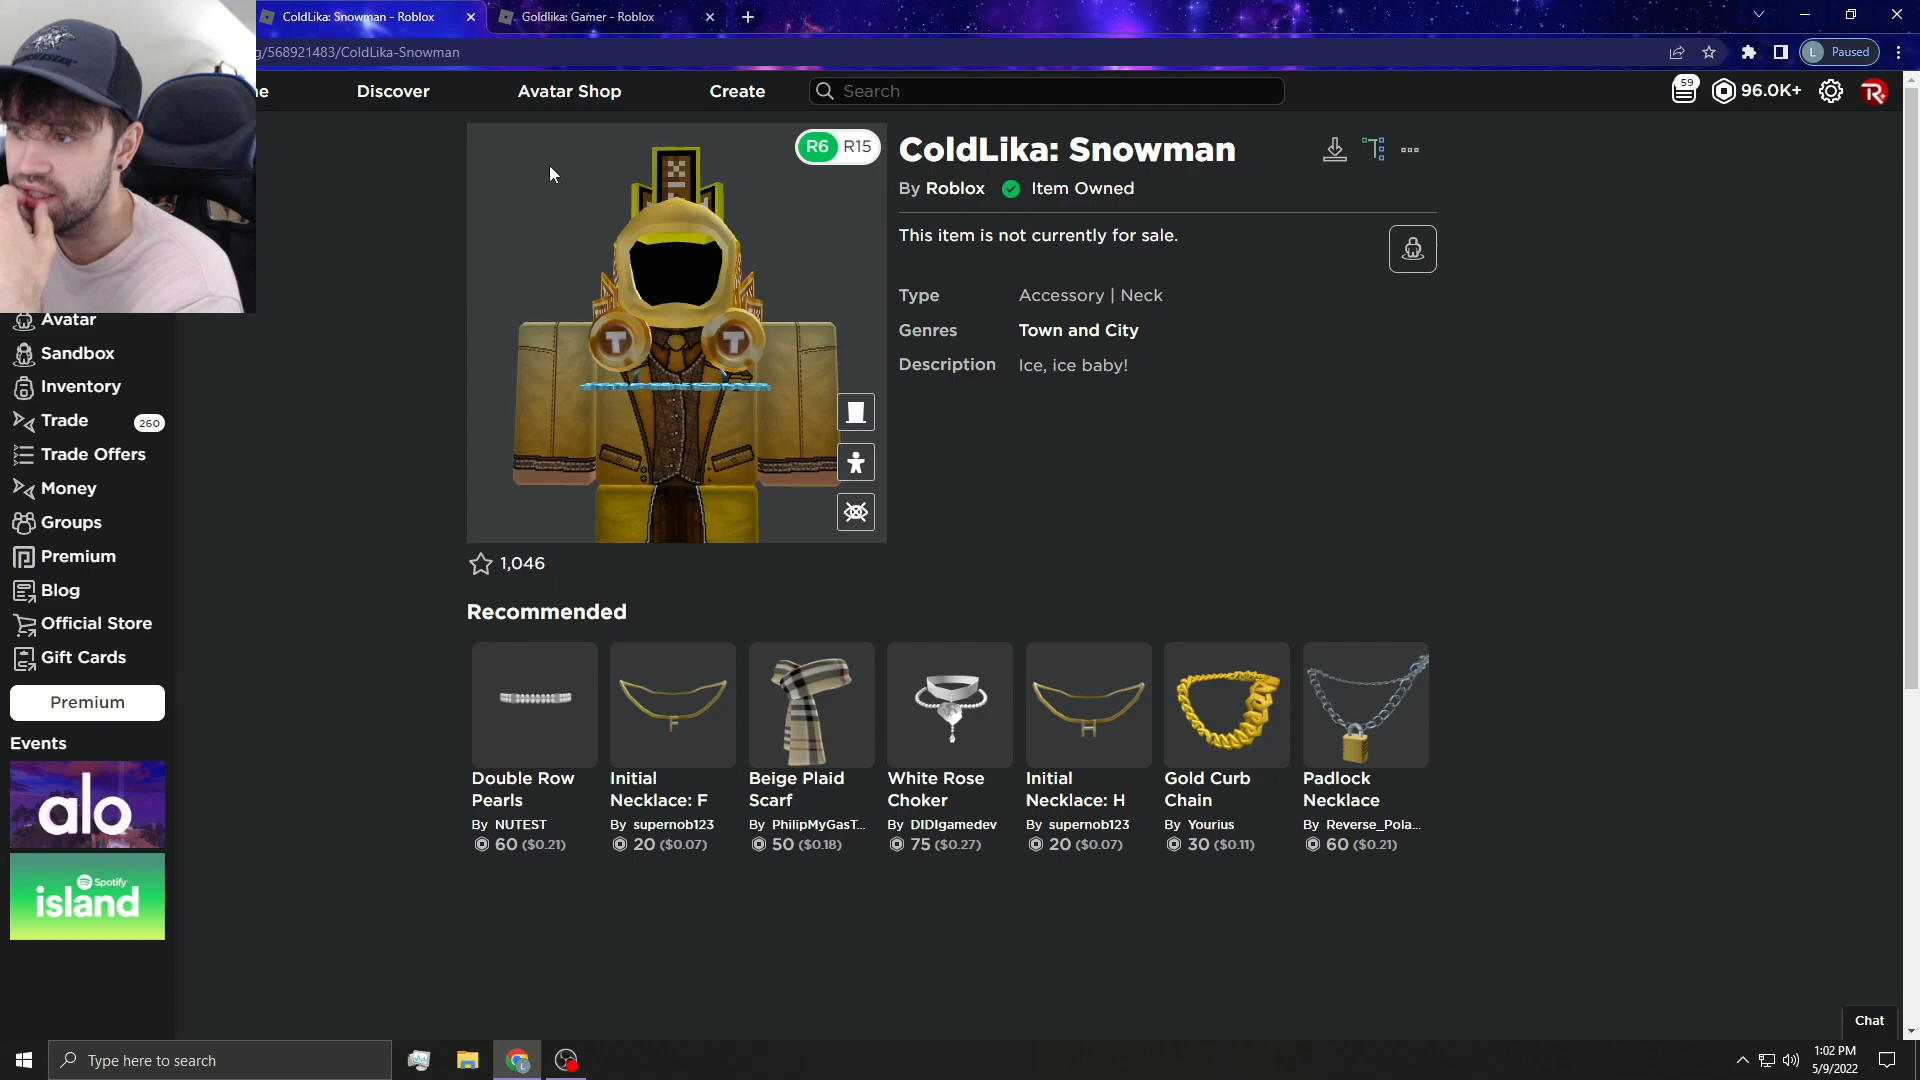 ColdLika: Snowman - Roblox
Goldlika: Gamer - Roblox
g/568921483/ColdLika-Snowman
L Paused
Discover
Avatar Shop
Create
Search
59
96.0K+
R6 R15
ColdLika: Snowman
By Roblox Item Owned
This item is not currently for sale.
Type Accessory | Neck
Genres Town and City
Description Ice, ice baby!
T T
1,046
Avatar
Sandbox
Inventory
Trade 260
Trade Offers
Money
Groups
Premium
Blog
Official Store
Gift Cards
Premium
Events
alo
Spotify
island
Recommended
Double Row
Pearls
By NUTEST
60 ($0.21)
Initial
Necklace: F
By supernob123
20 ($0.07)
Beige Plaid
Scarf
By PhilipMyGasT...
50 ($0.18)
White Rose
Choker
By DIDIgamedev
75 ($0.27)
Initial
Necklace: H
By supernob123
20 ($0.07)
Gold Curb
Chain
By Yourius
30 ($0.11)
Padlock
Necklace
By Reverse_Pola...
60 ($0.21)
Chat
Type here to search
1:02 PM
5/9/2022